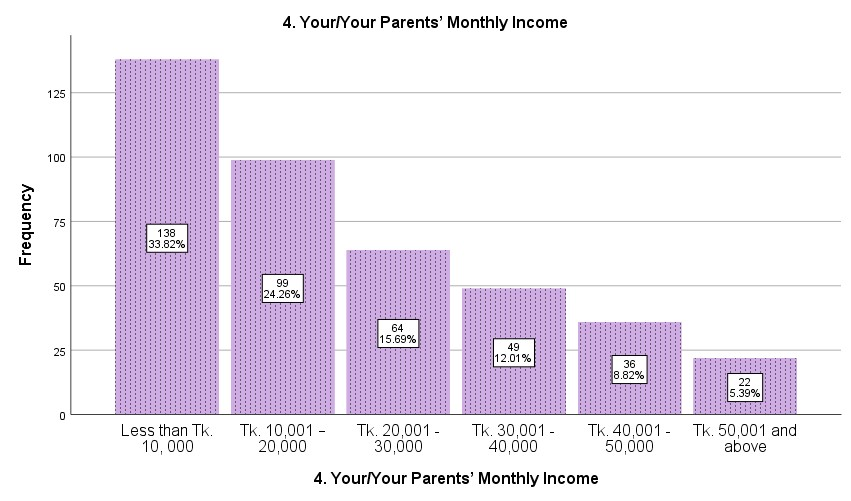 4. Your/Your Parents’ Monthly Income
Frequency
125
100
75
50
25
0
138
33.82%
99
24.26%
64
15.69%
49
12.01%
36
8.82%
22
5.39%
Less than Tk.
10, 000
Tk. 10,001 –
20,000
Tk. 20,001 -
30,000
Tk. 30,001 -
40,000
Tk. 40,001 -
50,000
Tk. 50,001 and
above
4. Your/Your Parents’ Monthly Income